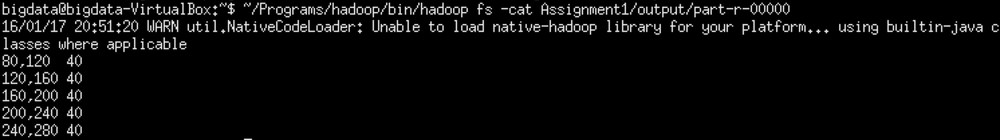 bigdata@bigdata-VirtualBox:~$ ~/Programs/hadoop/bin/hadoop fs -cat Assignment1/output/part-r-00000
16/01/17 20:51:20 WARN util.NativeCodeLoader: Unable to load native-hadoop library for your platform... using builtin-java c
lasses where applicable
80,120  40
120,160 40
160,200 40
200,240 40
240,280 40